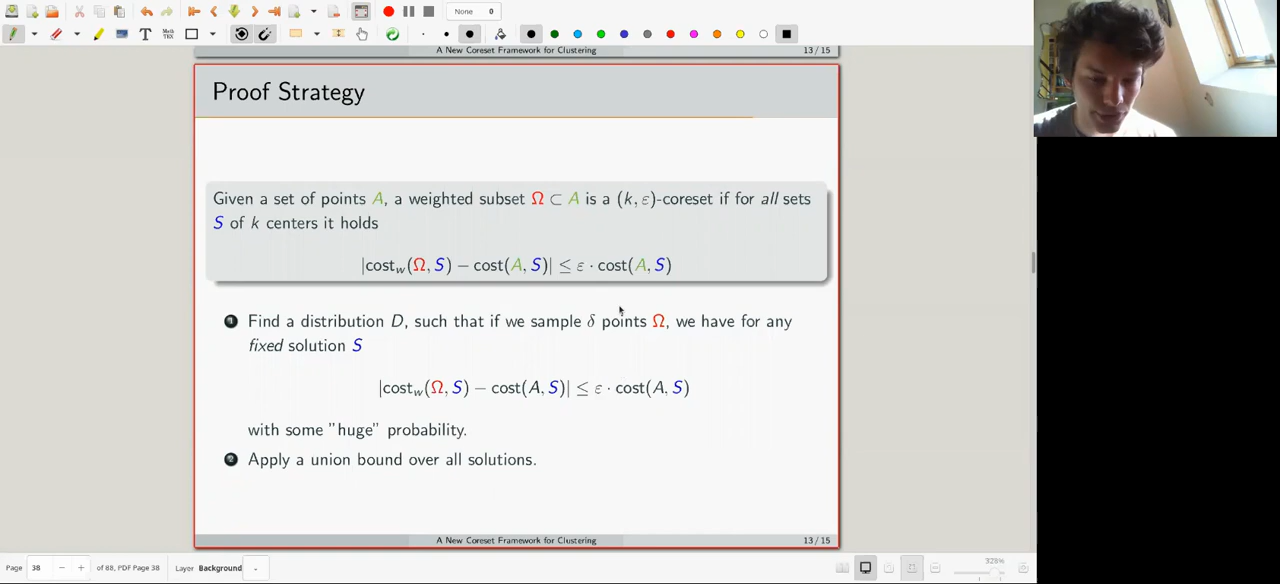 None 0
A New Coreset Framework for Clustering 13 / 15
Proof Strategy
Given a set of points A, a weighted subset Ω ⊂ A is a (k, ε)-coreset if for all sets
S of k centers it holds
|cost_w(Ω, S) − cost(A, S)| ≤ ε · cost(A, S)
1 Find a distribution D, such that if we sample δ points Ω, we have for any
fixed solution S
|cost_w(Ω, S) − cost(A, S)| ≤ ε · cost(A, S)
with some "huge" probability.
2 Apply a union bound over all solutions.
A New Coreset Framework for Clustering 13 / 15
Page 38 − + of 88, PDF Page 38 Layer Background 328%